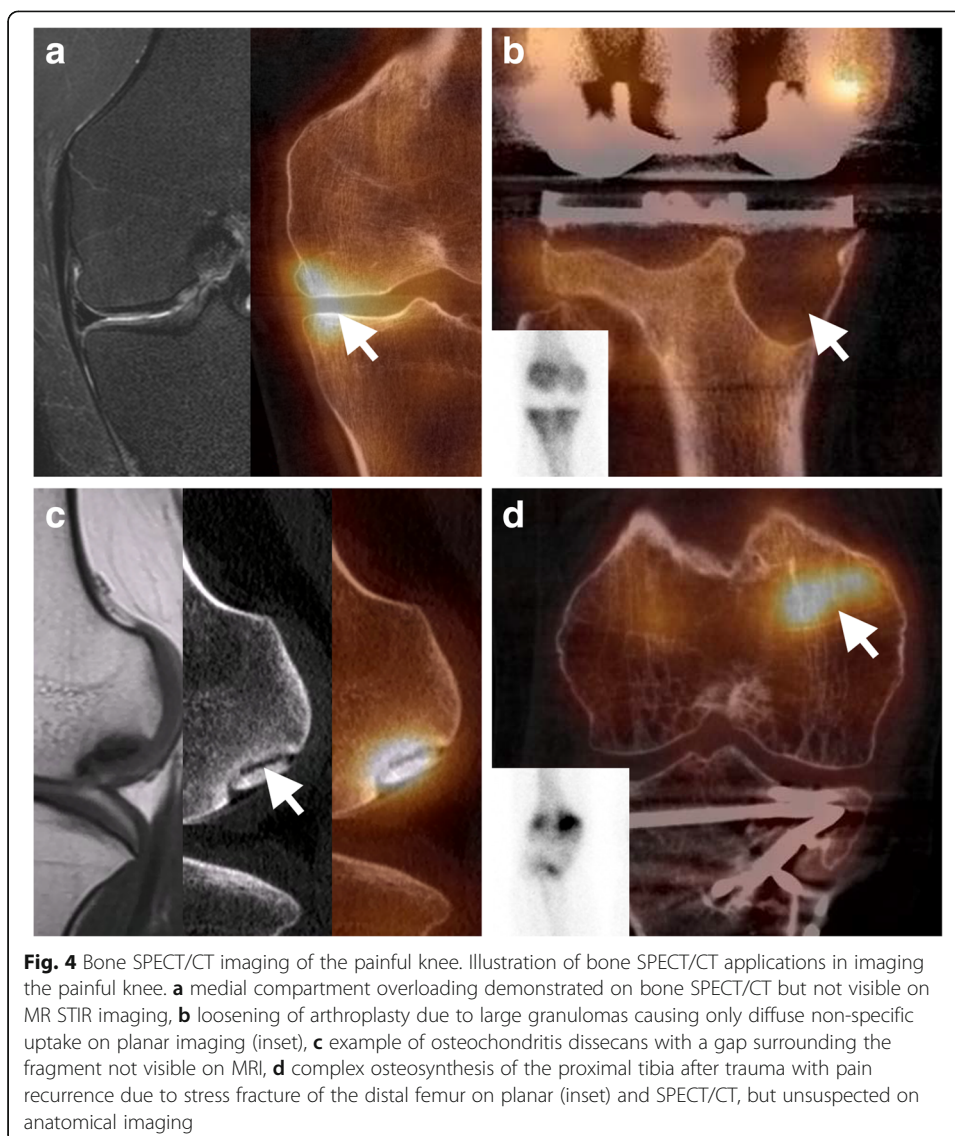 a
b
c
d
Fig. 4 Bone SPECT/CT imaging of the painful knee. Illustration of bone SPECT/CT applications in imaging
the painful knee. a medial compartment overloading demonstrated on bone SPECT/CT but not visible on
MR STIR imaging, b loosening of arthroplasty due to large granulomas causing only diffuse non-specific
uptake on planar imaging (inset), c example of osteochondritis dissecans with a gap surrounding the
fragment not visible on MRI, d complex osteosynthesis of the proximal tibia after trauma with pain
recurrence due to stress fracture of the distal femur on planar (inset) and SPECT/CT, but unsuspected on
anatomical imaging